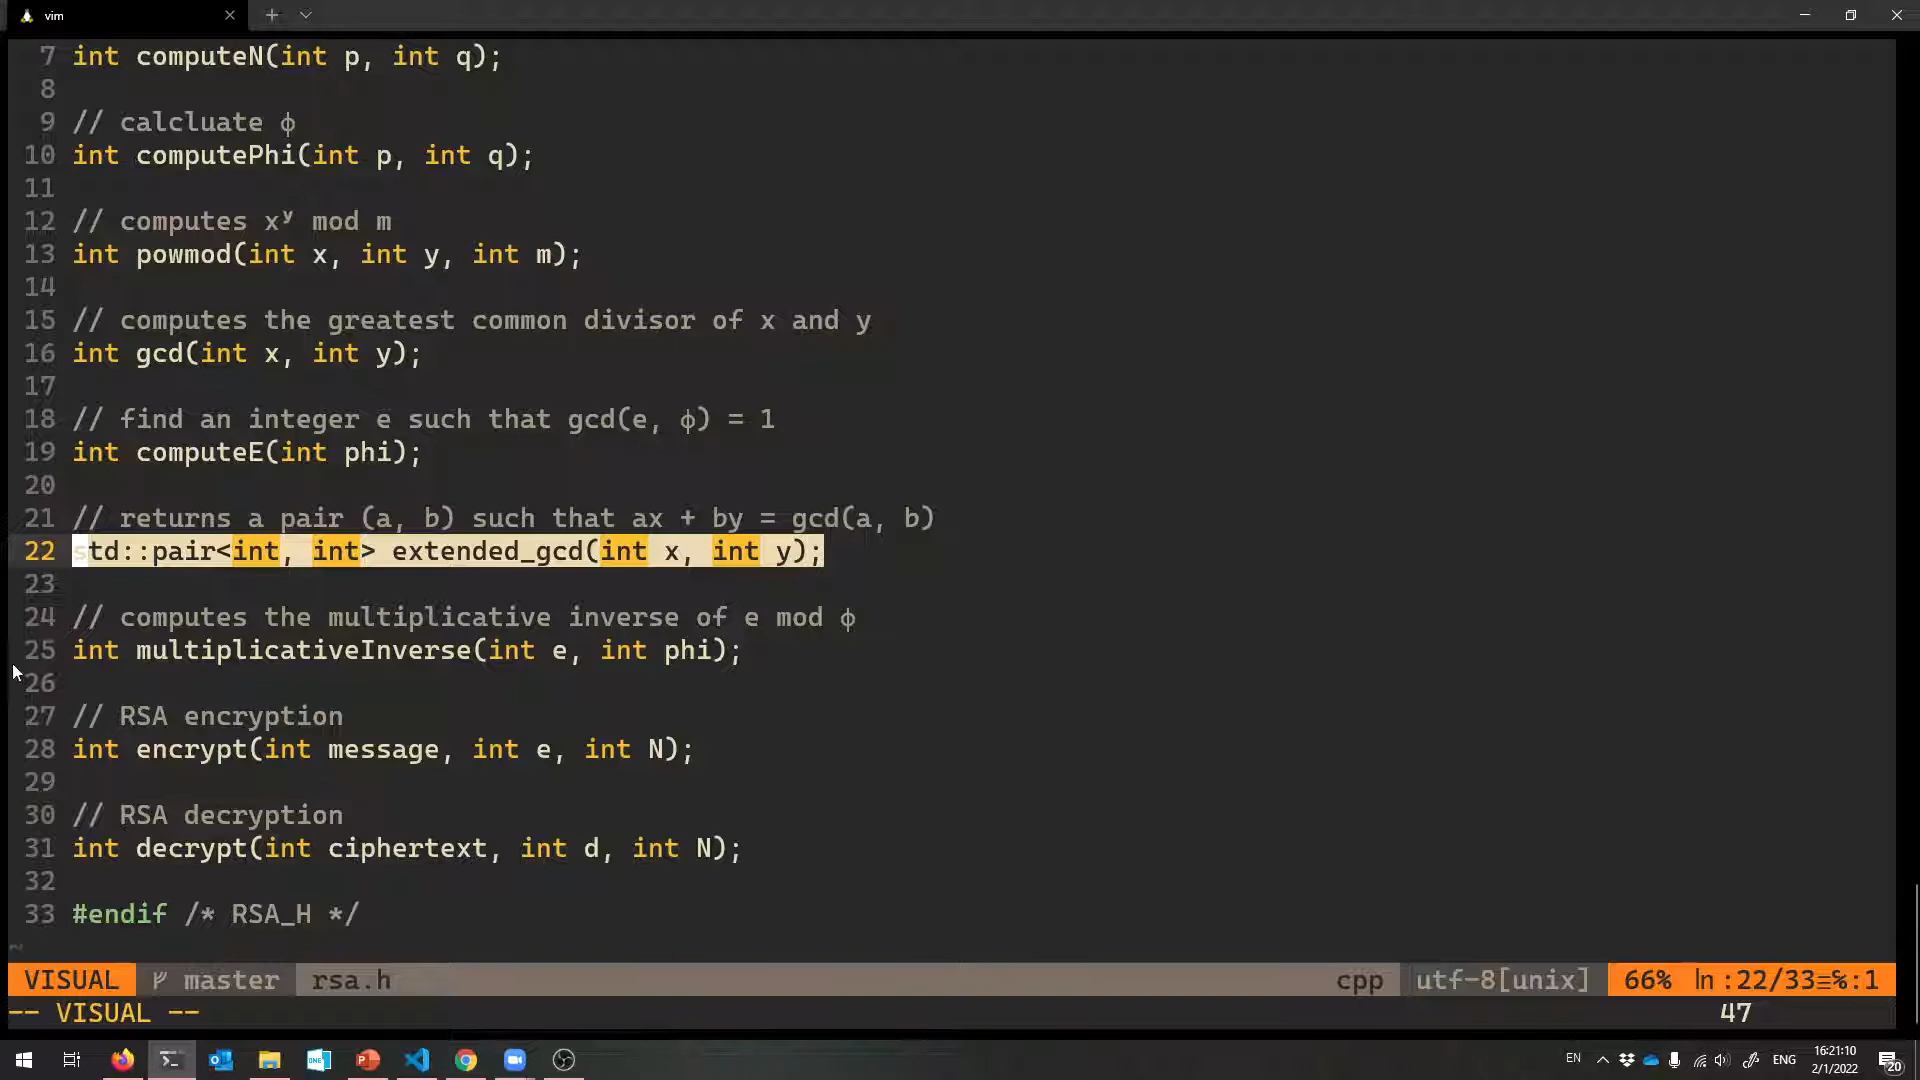 vim
7 int computeN(int p, int q);
8
9 // calcluate ϕ
10 int computePhi(int p, int q);
11
12 // computes xʸ mod m
13 int powmod(int x, int y, int m);
14
15 // computes the greatest common divisor of x and y
16 int gcd(int x, int y);
17
18 // find an integer e such that gcd(e, ϕ) = 1
19 int computeE(int phi);
20
21 // returns a pair (a, b) such that ax + by = gcd(a, b)
22 std::pair<int, int> extended_gcd(int x, int y);
23
24 // computes the multiplicative inverse of e mod ϕ
25 int multiplicativeInverse(int e, int phi);
26
27 // RSA encryption
28 int encrypt(int message, int e, int N);
29
30 // RSA decryption
31 int decrypt(int ciphertext, int d, int N);
32
33 #endif /* RSA_H */
~
VISUAL master rsa.h cpp utf-8[unix] 66% ln :22/33≡℅:1
-- VISUAL -- 47
EN ENG 16:21:10
2/1/2022 20